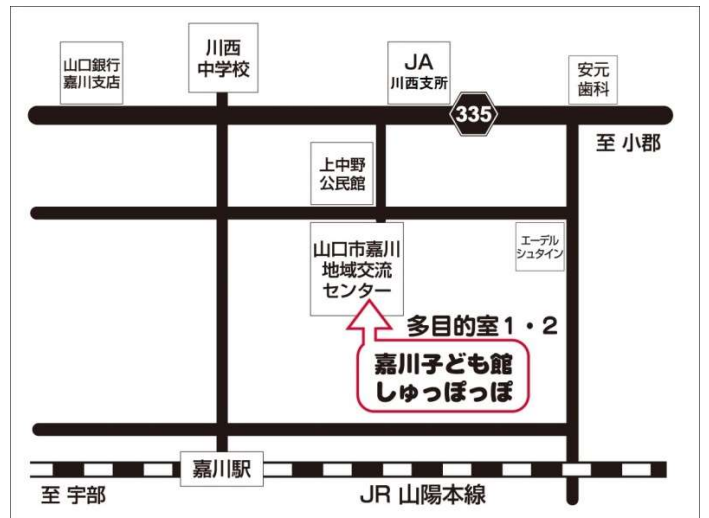 山口銀行
嘉川支店
川西
中学校
JA
川西支所
安元
歯科
335
至 小郡
上中野
公民館
山口市嘉川
地域交流
センター
エーデル
シュタイン
多目的室1・2
嘉川子ども館
しゅっぽっぽ
嘉川駅
至 宇部
JR 山陽本線